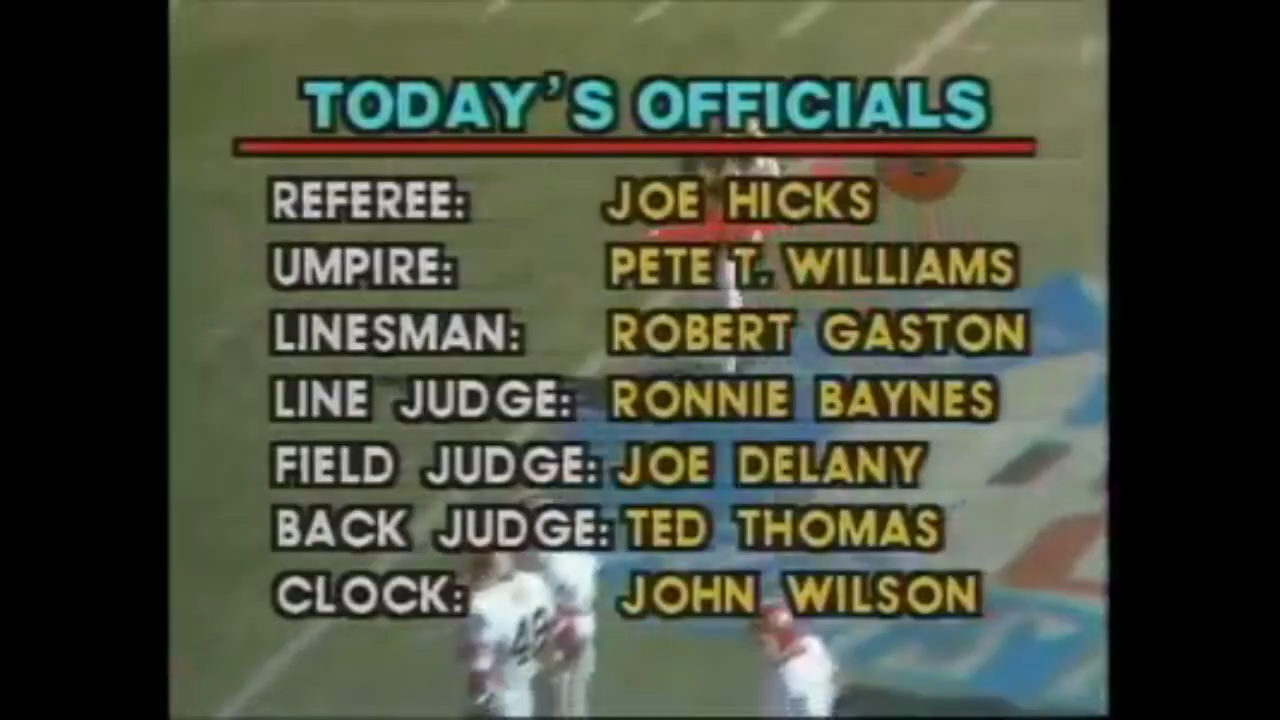 TODAY'S OFFICIALS
REFEREE: JOE HICKS
UMPIRE: PETE T. WILLIAMS
LINESMAN: ROBERT GASTON
LINE JUDGE: RONNIE BAYNES
FIELD JUDGE: JOE DELANY
BACK JUDGE: TED THOMAS
CLOCK: JOHN WILSON